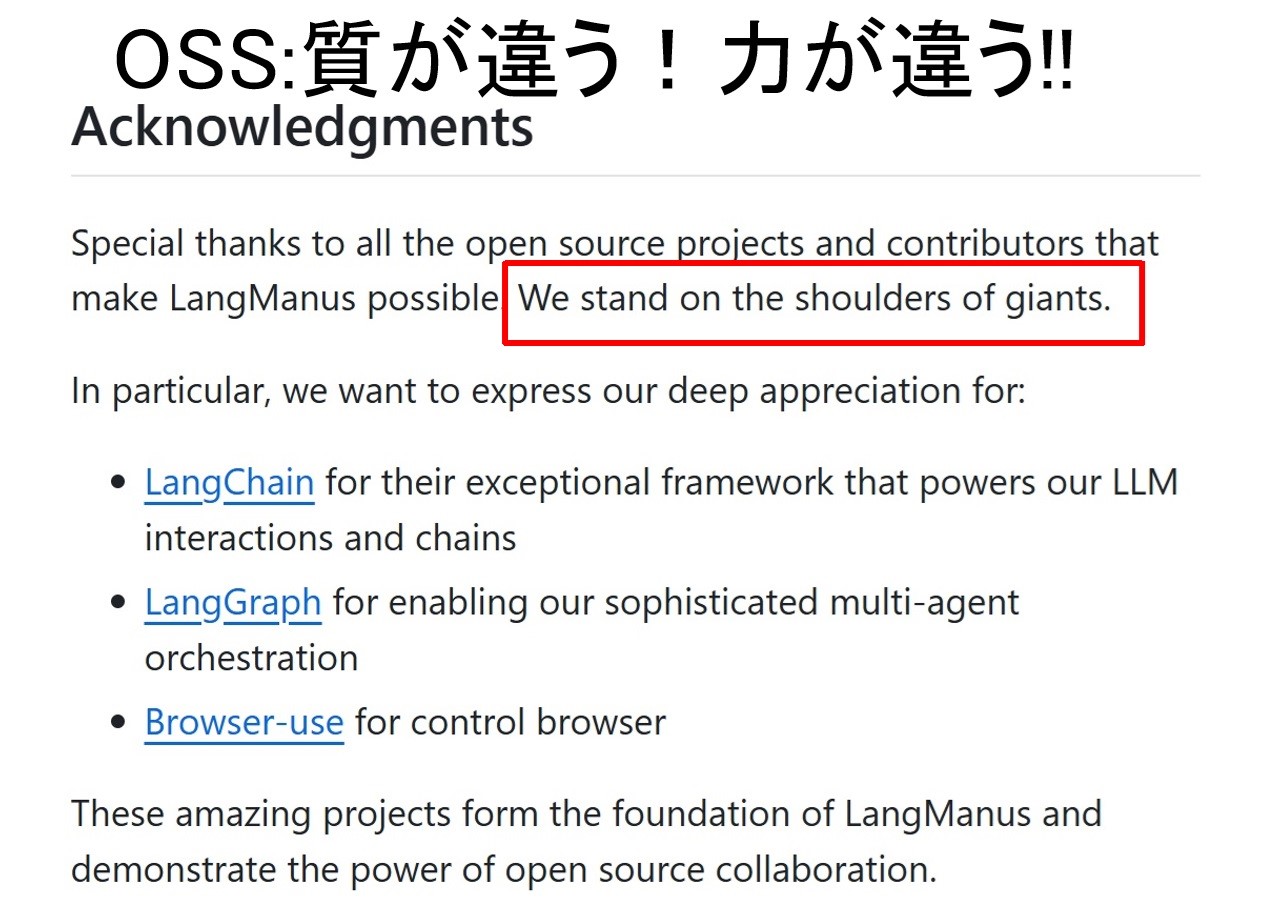 OSS:質が違う！力が違う!!
Acknowledgments
Special thanks to all the open source projects and contributors that
make LangManus possible. We stand on the shoulders of giants.
In particular, we want to express our deep appreciation for:
• LangChain for their exceptional framework that powers our LLM
interactions and chains
• LangGraph for enabling our sophisticated multi-agent
orchestration
• Browser-use for control browser
These amazing projects form the foundation of LangManus and
demonstrate the power of open source collaboration.